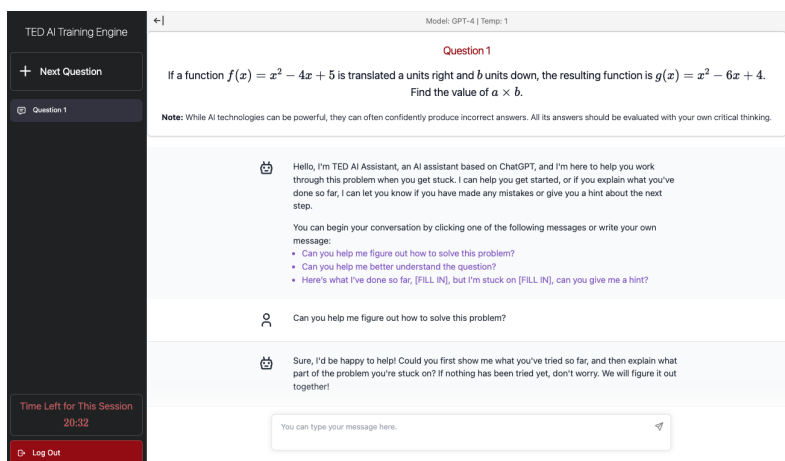 TED AI Training Engine
+ Next Question
Question 1
Time Left for This Session
20:32
Log Out
Model: GPT-4 | Temp: 1
Question 1
If a function f(x) = x² − 4x + 5 is translated a units right and b units down, the resulting function is g(x) = x² − 6x + 4.
Find the value of a × b.
Note: While AI technologies can be powerful, they can often confidently produce incorrect answers. All its answers should be evaluated with your own critical thinking.
Hello, I'm TED AI Assistant, an AI assistant based on ChatGPT, and I'm here to help you work
through this problem when you get stuck. I can help you get started, or if you explain what you've
done so far, I can let you know if you have made any mistakes or give you a hint about the next
step.
You can begin your conversation by clicking one of the following messages or write your own
message:
• Can you help me figure out how to solve this problem?
• Can you help me better understand the question?
• Here's what I've done so far, [FILL IN], but I'm stuck on [FILL IN], can you give me a hint?
Can you help me figure out how to solve this problem?
Sure, I'd be happy to help! Could you first show me what you've tried so far, and then explain what
part of the problem you're stuck on? If nothing has been tried yet, don't worry. We will figure it out
together!
You can type your message here.